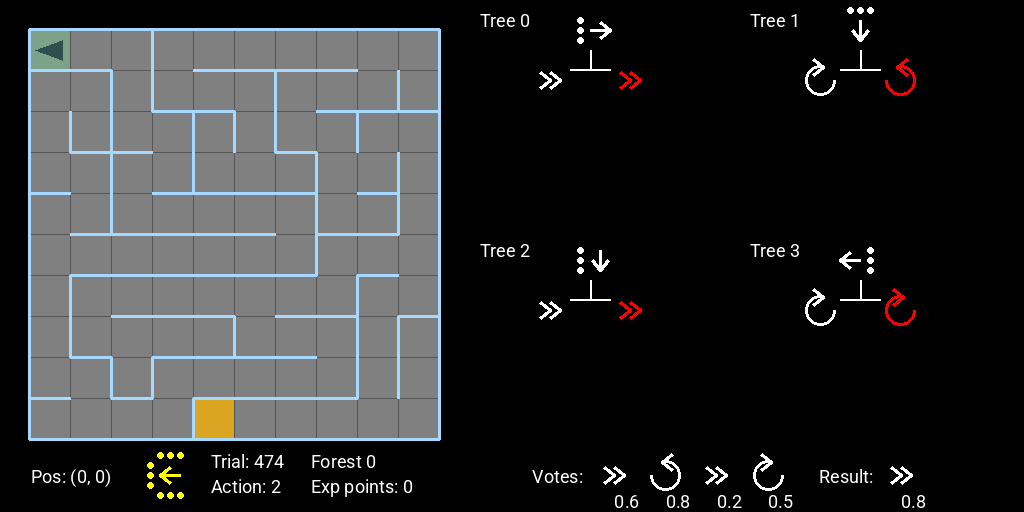 Tree 0
Tree 1
Tree 2
Tree 3
Pos: (0, 0)
Trial: 474
Forest 0
Action: 2
Exp points: 0
Votes:
0.6
0.8
0.2
0.5
Result:
0.8